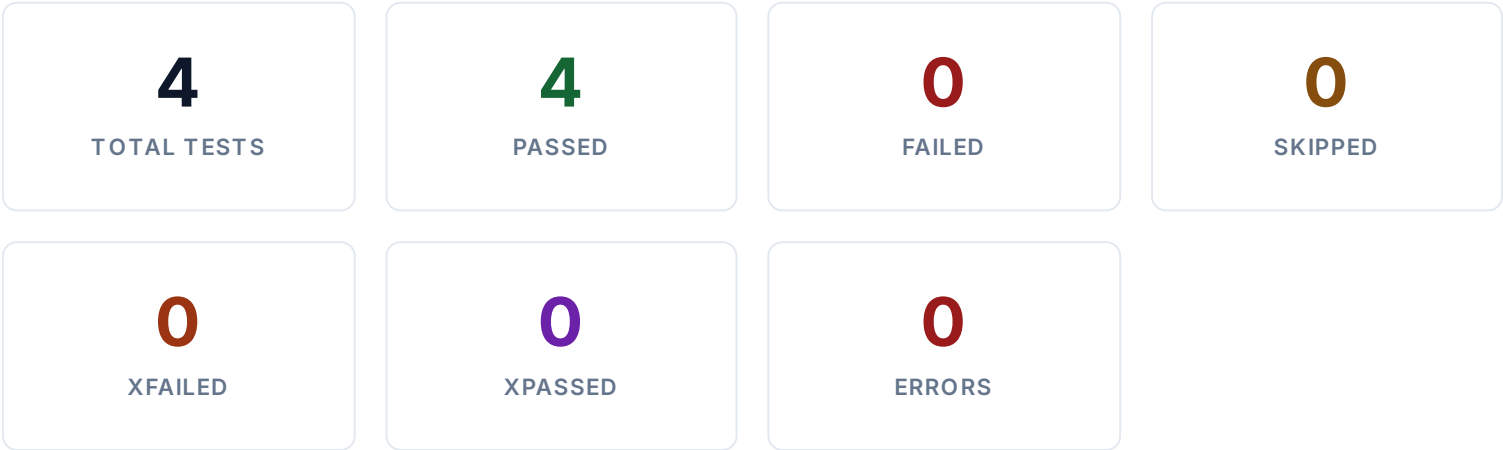 4
4
0
0
TOTAL TESTS
PASSED
FAILED
SKIPPED
0
0
0
XFAILED
XPASSED
ERRORS